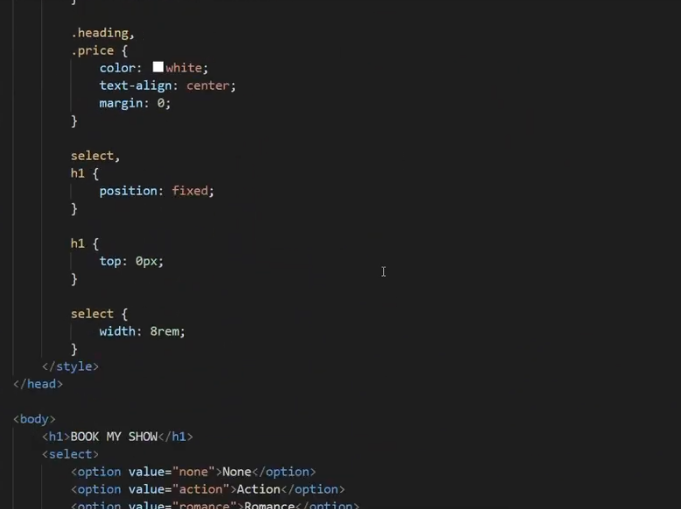 }
.heading,
.price {
color: white;
text-align: center;
margin: 0;
}
select,
h1 {
position: fixed;
}
h1 {
top: 0px;
}
select {
width: 8rem;
}
</style>
</head>
<body>
<h1>BOOK MY SHOW</h1>
<select>
<option value="none">None</option>
<option value="action">Action</option>
<option value="romance">Romance</option>